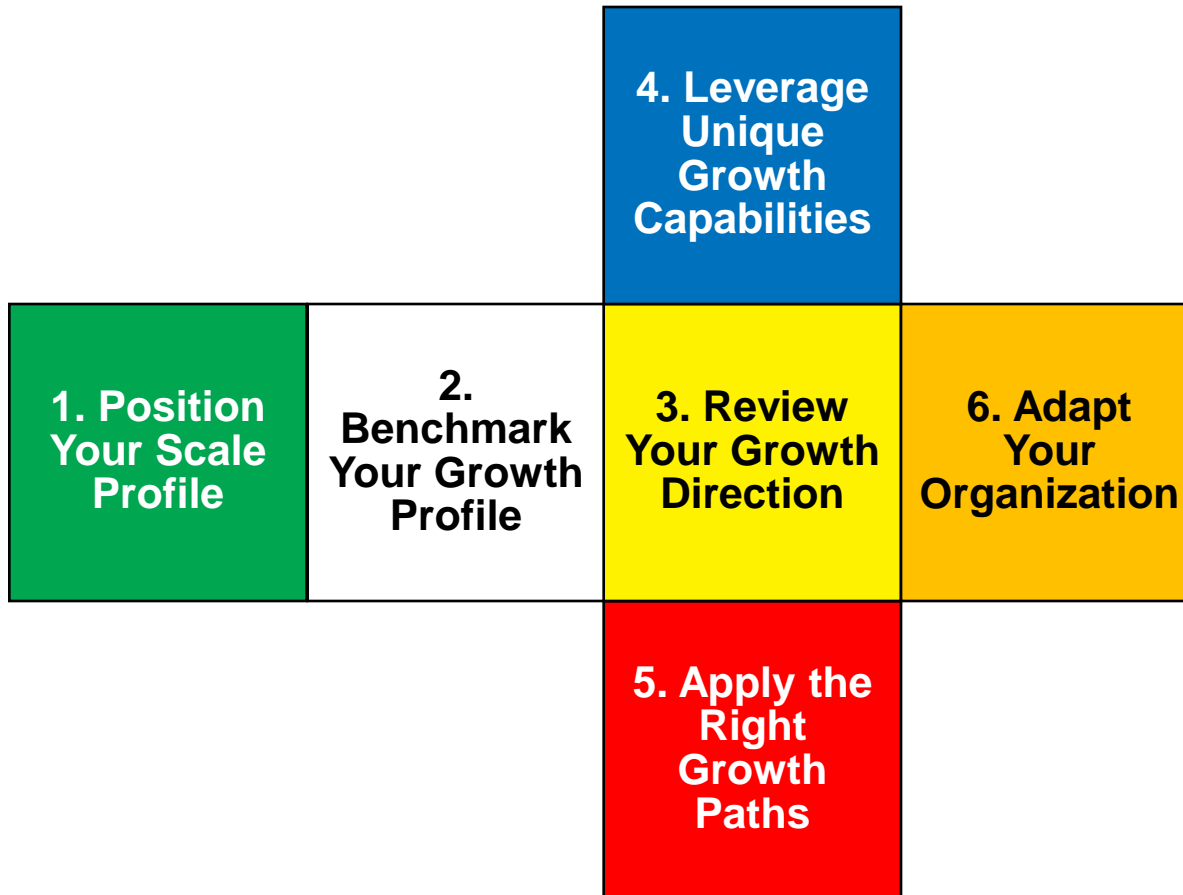 4. Leverage
Unique
Growth
Capabilities
1. Position
Your Scale
Profile
2.
Benchmark
Your Growth
Profile
3. Review
Your Growth
Direction
6. Adapt
Your
Organization
5. Apply the
Right
Growth
Paths